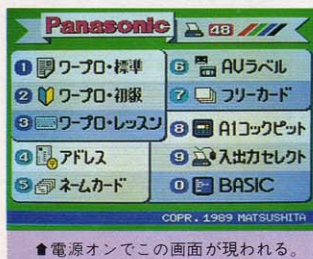 Panasonic 48
1 ワープロ・標準
2 ワープロ・初級
3 ワープロ・レッスン
4 アドレス
5 ネームカード
6 AVラベル
7 フリーカード
8 A1コックピット
9 入出力セレクト
0 BASIC
COPR. 1989 MATSUSHITA
⬆電源オンでこの画面が現われる。